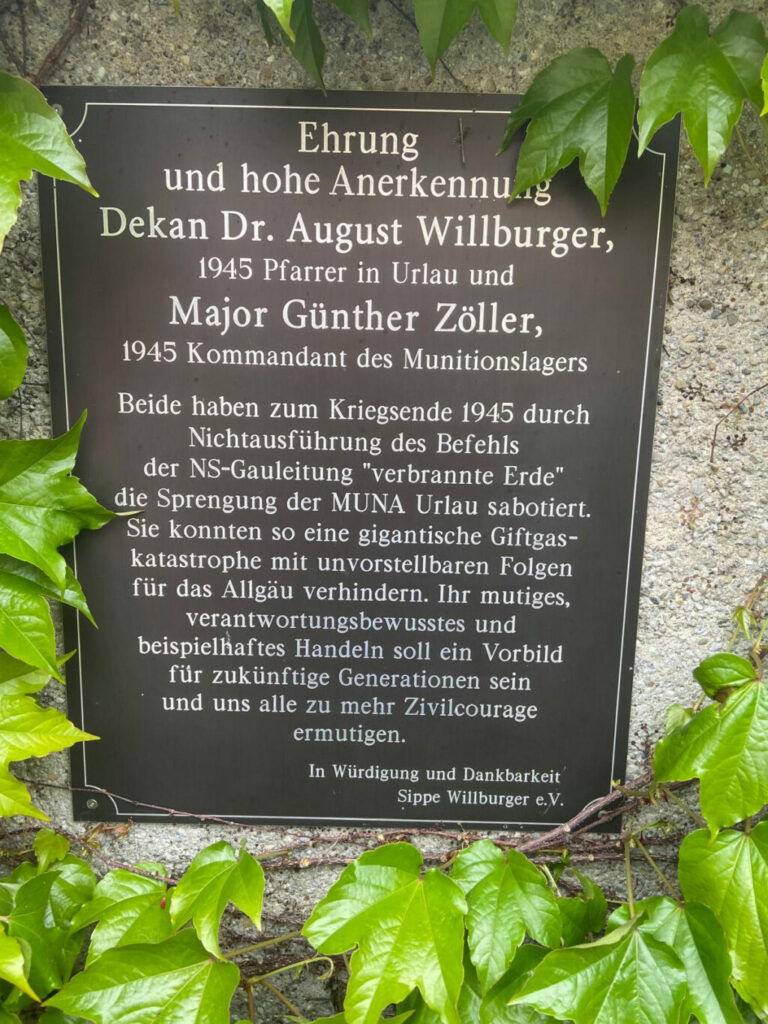 Ehrung
und hohe Anerkennung
Dekan Dr. August Willburger,
1945 Pfarrer in Urlau und
Major Günther Zöller,
1945 Kommandant des Munitionslagers
Beide haben zum Kriegsende 1945 durch
Nichtausführung des Befehls
der NS-Gauleitung "verbrannte Erde"
die Sprengung der MUNA Urlau sabotiert.
Sie konnten so eine gigantische Giftgas-
katastrophe mit unvorstellbaren Folgen
für das Allgäu verhindern. Ihr mutiges,
verantwortungsbewusstes und
beispielhaftes Handeln soll ein Vorbild
für zukünftige Generationen sein
und uns alle zu mehr Zivilcourage
ermutigen.
In Würdigung und Dankbarkeit
Sippe Willburger e.V.